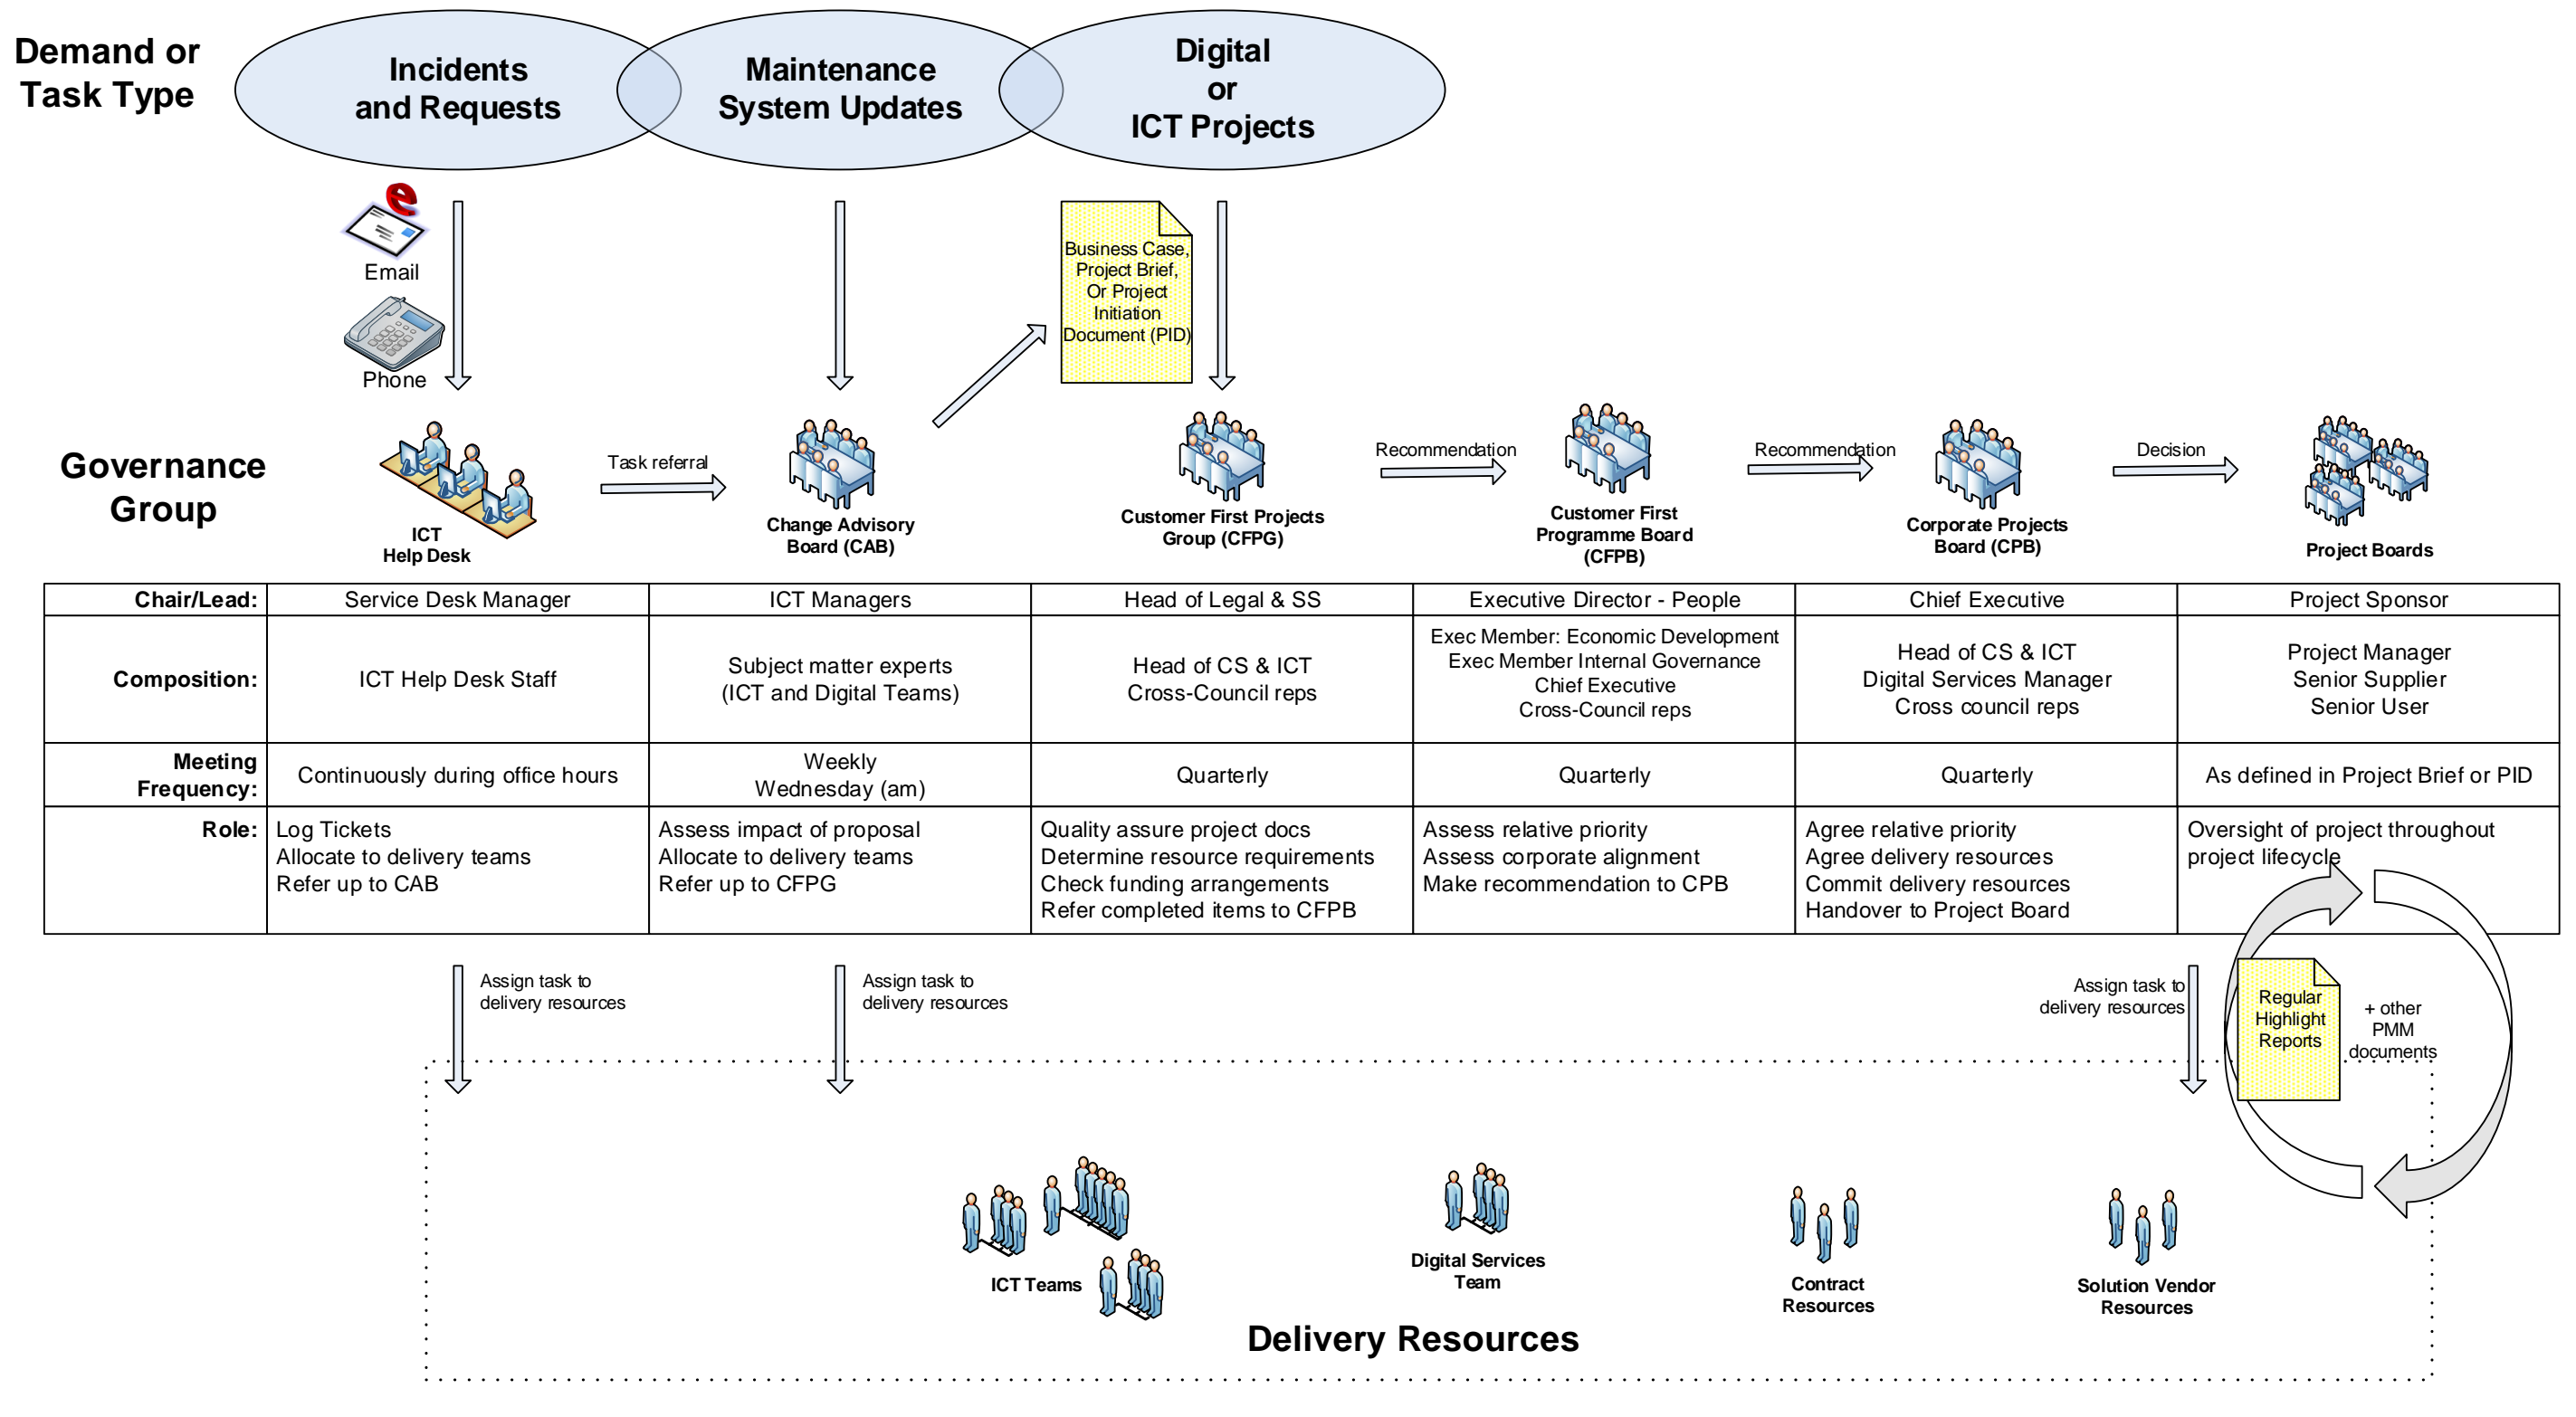 Demand or
Task Type
Incidents
and Requests
Maintenance
System Updates
Digital
or
ICT Projects
Email
Phone
Business Case,
Project Brief,
Or Project
Initiation
Document (PID)
Governance
Group
ICT
Help Desk
Task referral
Change Advisory
Board (CAB)
Customer First Projects
Group (CFPG)
Recommendation
Customer First
Programme Board
(CFPB)
Recommendation
Corporate Projects
Board (CPB)
Decision
Project Boards
Chair/Lead:
Service Desk Manager
ICT Managers
Head of Legal & SS
Executive Director - People
Chief Executive
Project Sponsor
Composition:
ICT Help Desk Staff
Subject matter experts
(ICT and Digital Teams)
Head of CS & ICT
Cross-Council reps
Exec Member: Economic Development
Exec Member Internal Governance
Chief Executive
Cross-Council reps
Head of CS & ICT
Digital Services Manager
Cross council reps
Project Manager
Senior Supplier
Senior User
Meeting
Frequency:
Continuously during office hours
Weekly
Wednesday (am)
Quarterly
Quarterly
Quarterly
As defined in Project Brief or PID
Role:
Log Tickets
Allocate to delivery teams
Refer up to CAB
Assess impact of proposal
Allocate to delivery teams
Refer up to CFPG
Quality assure project docs
Determine resource requirements
Check funding arrangements
Refer completed items to CFPB
Assess relative priority
Assess corporate alignment
Make recommendation to CPB
Agree relative priority
Agree delivery resources
Commit delivery resources
Handover to Project Board
Oversight of project throughout
project lifecycle
Assign task to
delivery resources
Assign task to
delivery resources
Assign task to
delivery resources
Regular
Highlight
Reports
+ other
PMM
documents
ICT Teams
Digital Services
Team
Contract
Resources
Solution Vendor
Resources
Delivery Resources